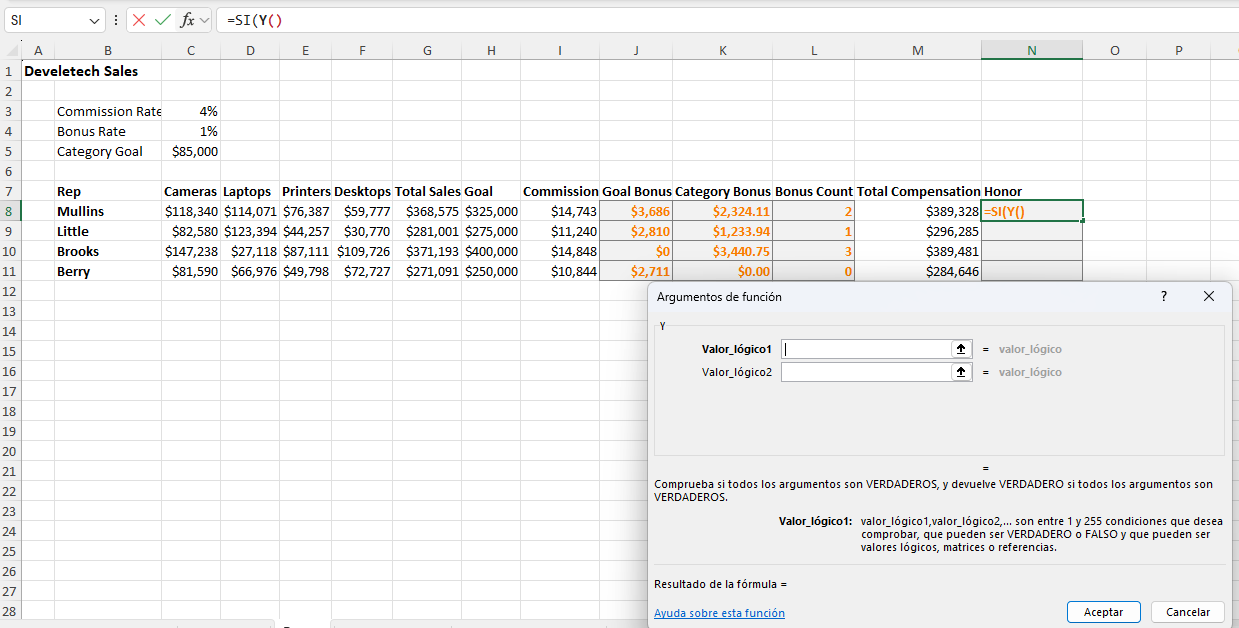 SI
fx
=SI(Y()
A B C D E F G H I J K L M N O P
1 Develetech Sales
2
3 Commission Rate 4%
4 Bonus Rate 1%
5 Category Goal $85,000
6
7 Rep Cameras Laptops Printers Desktops Total Sales Goal Commission Goal Bonus Category Bonus Bonus Count Total Compensation Honor
8 Mullins $118,340 $114,071 $76,387 $59,777 $368,575 $325,000 $14,743 $3,686 $2,324.11 2 $389,328 =SI(Y()
9 Little $82,580 $123,394 $44,257 $30,770 $281,001 $275,000 $11,240 $2,810 $1,233.94 1 $296,285
10 Brooks $147,238 $27,118 $87,111 $109,726 $371,193 $400,000 $14,848 $0 $3,440.75 3 $389,481
11 Berry $81,590 $66,976 $49,798 $72,727 $271,091 $250,000 $10,844 $2,711 $0.00 0 $284,646
12
13
14
15
16
17
18
19
20
21
22
23
24
25
26
27
28
Argumentos de función ?
Y
Valor_lógico1 = valor_lógico
Valor_lógico2 = valor_lógico
=
Comprueba si todos los argumentos son VERDADEROS, y devuelve VERDADERO si todos los argumentos son
VERDADEROS.
Valor_lógico1: valor_lógico1,valor_lógico2,... son entre 1 y 255 condiciones que desea
comprobar, que pueden ser VERDADERO o FALSO y que pueden ser
valores lógicos, matrices o referencias.
Resultado de la fórmula =
Ayuda sobre esta función
Aceptar Cancelar